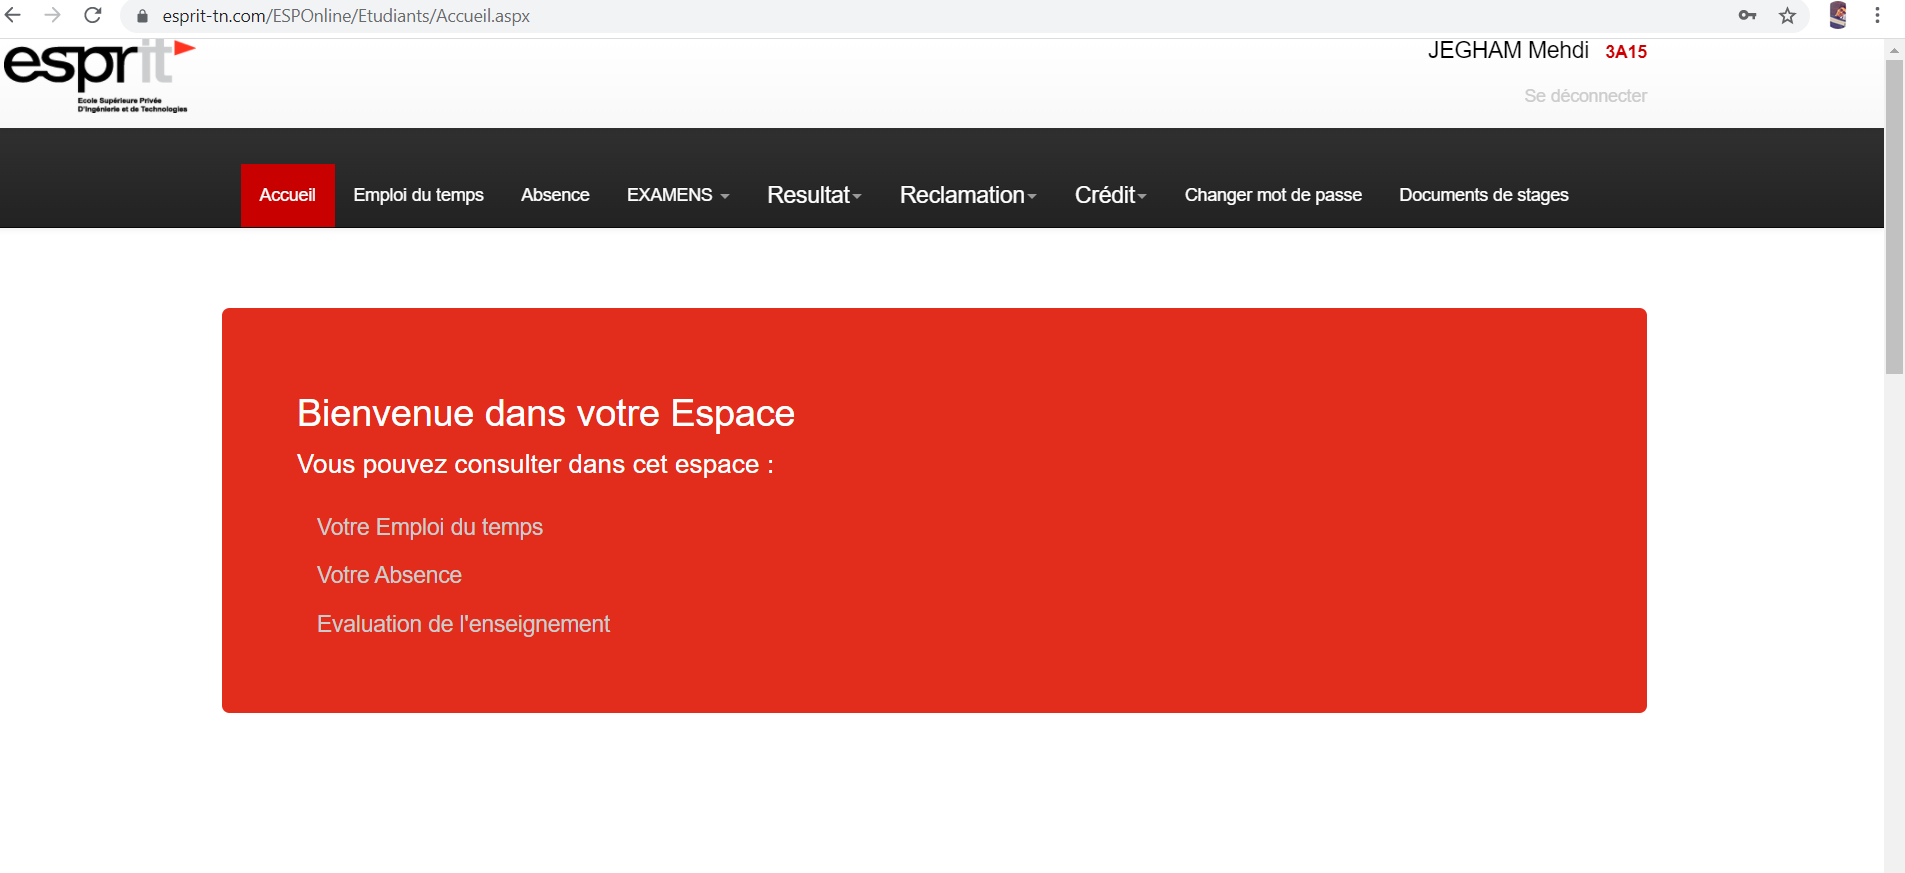 esprit-tn.com/ESPOnline/Etudiants/Accueil.aspx
esprit
Ecole Supérieure Privée
D'Ingénierie et de Technologies
JEGHAM Mehdi 3A15
Se déconnecter
Accueil Emploi du temps Absence EXAMENS Resultat Reclamation Crédit Changer mot de passe Documents de stages
Bienvenue dans votre Espace
Vous pouvez consulter dans cet espace :
Votre Emploi du temps
Votre Absence
Evaluation de l'enseignement